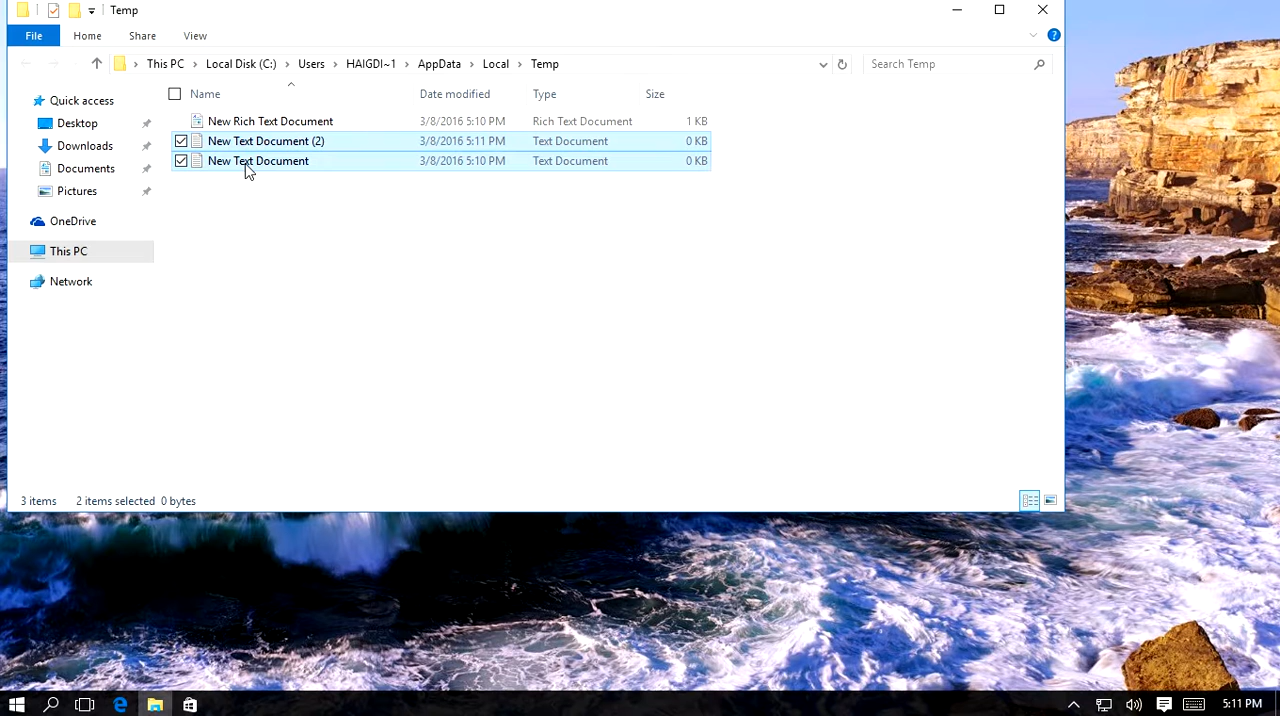 Temp
File Home Share View
This PC Local Disk (C:) Users HAIGDI~1 AppData Local Temp Search Temp
Name Date modified Type Size
Quick access
Desktop
Downloads
Documents
Pictures
OneDrive
This PC
Network
New Rich Text Document 3/8/2016 5:10 PM Rich Text Document 1 KB
New Text Document (2) 3/8/2016 5:11 PM Text Document 0 KB
New Text Document 3/8/2016 5:10 PM Text Document 0 KB
3 items 2 items selected 0 bytes
5:11 PM